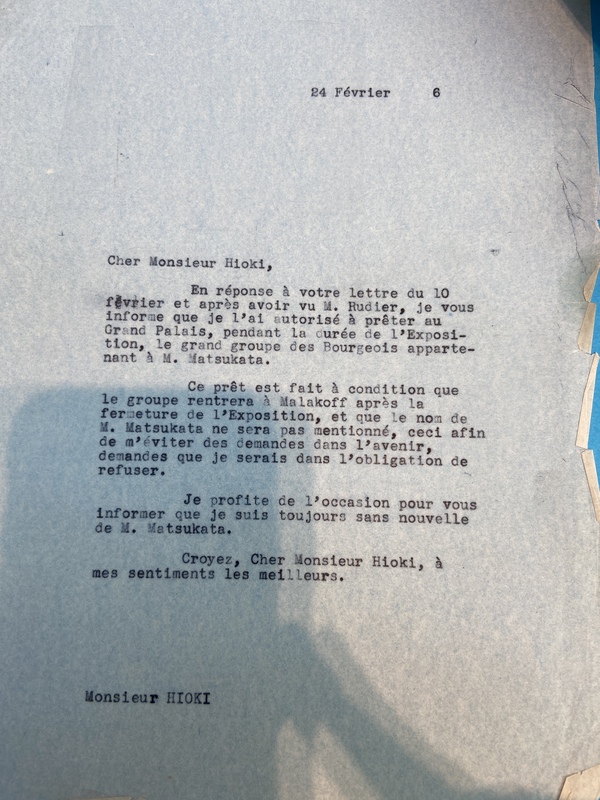 24 Février 6
Cher Monsieur Hioki,
En réponse à votre lettre du 10
février et après avoir vu M. Rudier, je vous
informe que je l'ai autorisé à prêter au
Grand Palais, pendant la durée de l'Exposi-
tion, le grand groupe des Bourgeois apparte-
nant à M. Matsukata.
Ce prêt est fait à condition que
le groupe rentrera à Malakoff après la
fermeture de l'Exposition, et que le nom de
M. Matsukata ne sera pas mentionné, ceci afin
de m'éviter des demandes dans l'avenir,
demandes que je serais dans l'obligation de
refuser.
Je profite de l'occasion pour vous
informer que je suis toujours sans nouvelle
de M. Matsukata.
Croyez, Cher Monsieur Hioki, à
mes sentiments les meilleurs.
Monsieur HIOKI